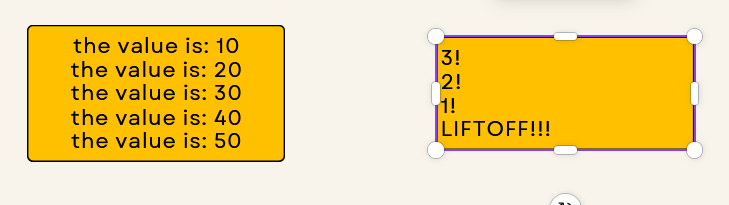 the value is: 10
the value is: 20
the value is: 30
the value is: 40
the value is: 50
3!
2!
1!
LIFTOFF!!!